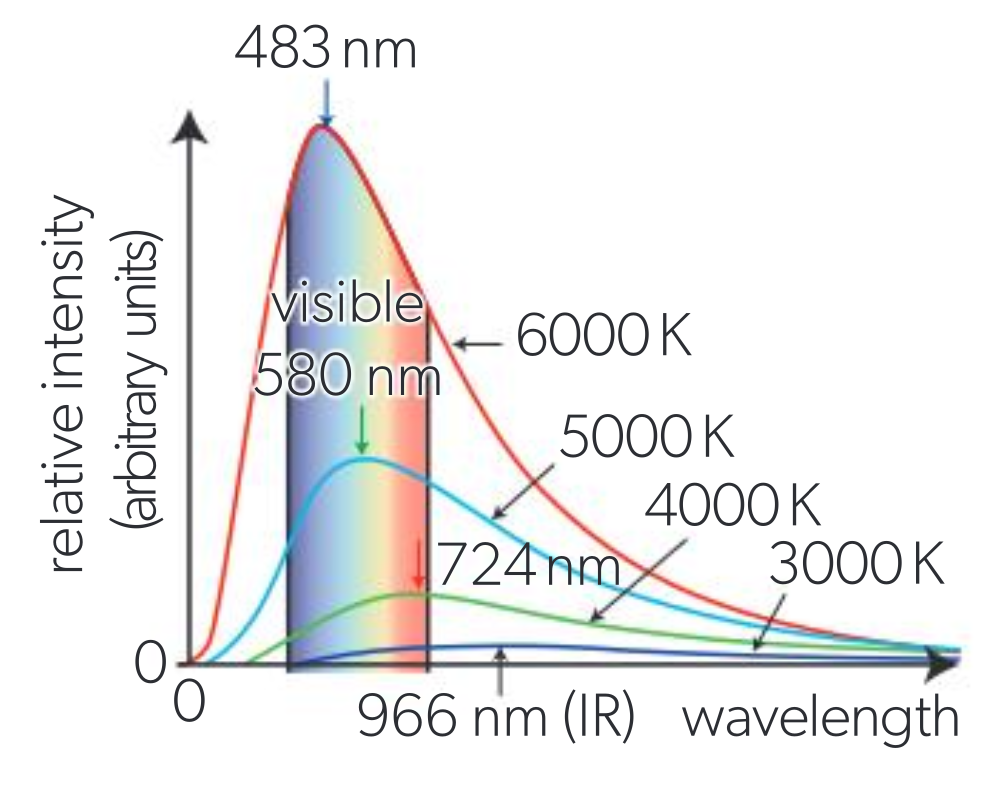 483 nm
relative intensity
(arbitrary units)
visible
580 nm
6000 K
5000 K
4000 K
724 nm
3000 K
0
0
966 nm (IR)
wavelength